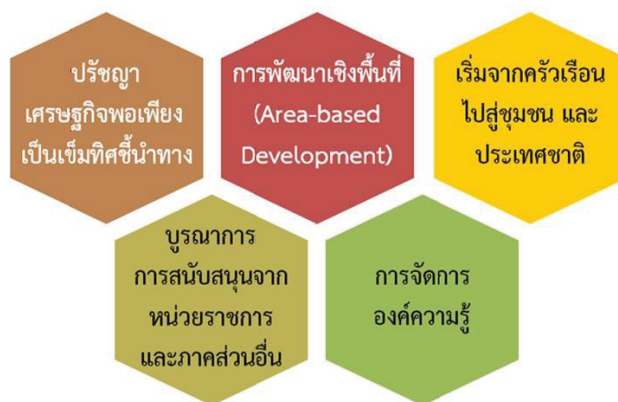 ปรัชญา
เศรษฐกิจพอเพียง
เป็นเข็มทิศชี้นำทาง
การพัฒนาเชิงพื้นที่
(Area-based
Development)
เริ่มจากครัวเรือน
ไปสู่ชุมชน และ
ประเทศชาติ
บูรณาการ
การสนับสนุนจาก
หน่วยราชการ
และภาคส่วนอื่น
การจัดการ
องค์ความรู้